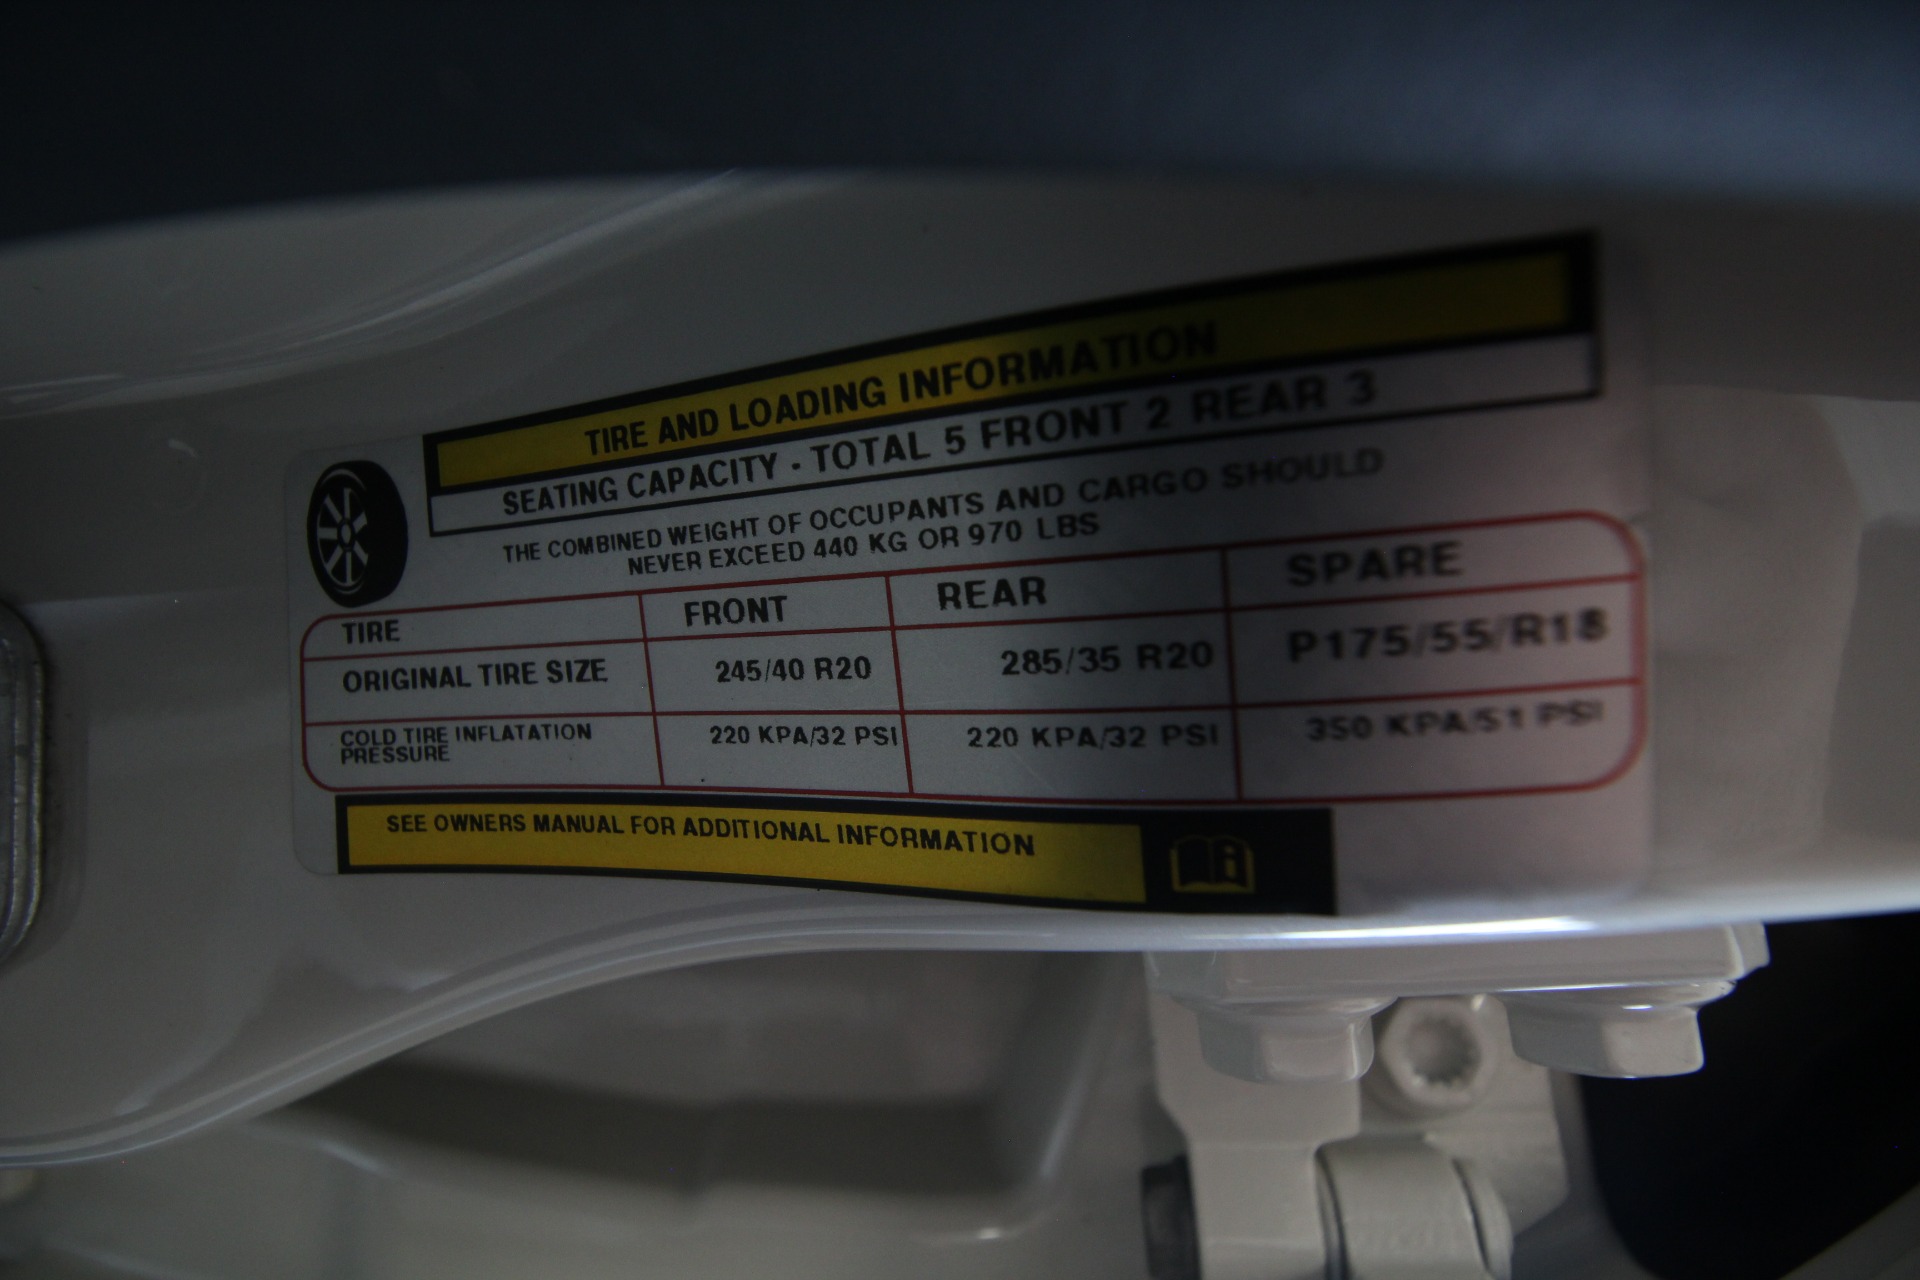 TIRE AND LOADING INFORMATION
SEATING CAPACITY - TOTAL 5 FRONT 2 REAR 3
THE COMBINED WEIGHT OF OCCUPANTS AND CARGO SHOULD
NEVER EXCEED 440 KG OR 970 LBS
TIRE FRONT REAR SPARE
ORIGINAL TIRE SIZE 245/40 R20 285/35 R20 P175/55/R18
COLD TIRE INFLATATION
PRESSURE 220 KPA/32 PSI 220 KPA/32 PSI 350 KPA/51 PSI
SEE OWNERS MANUAL FOR ADDITIONAL INFORMATION